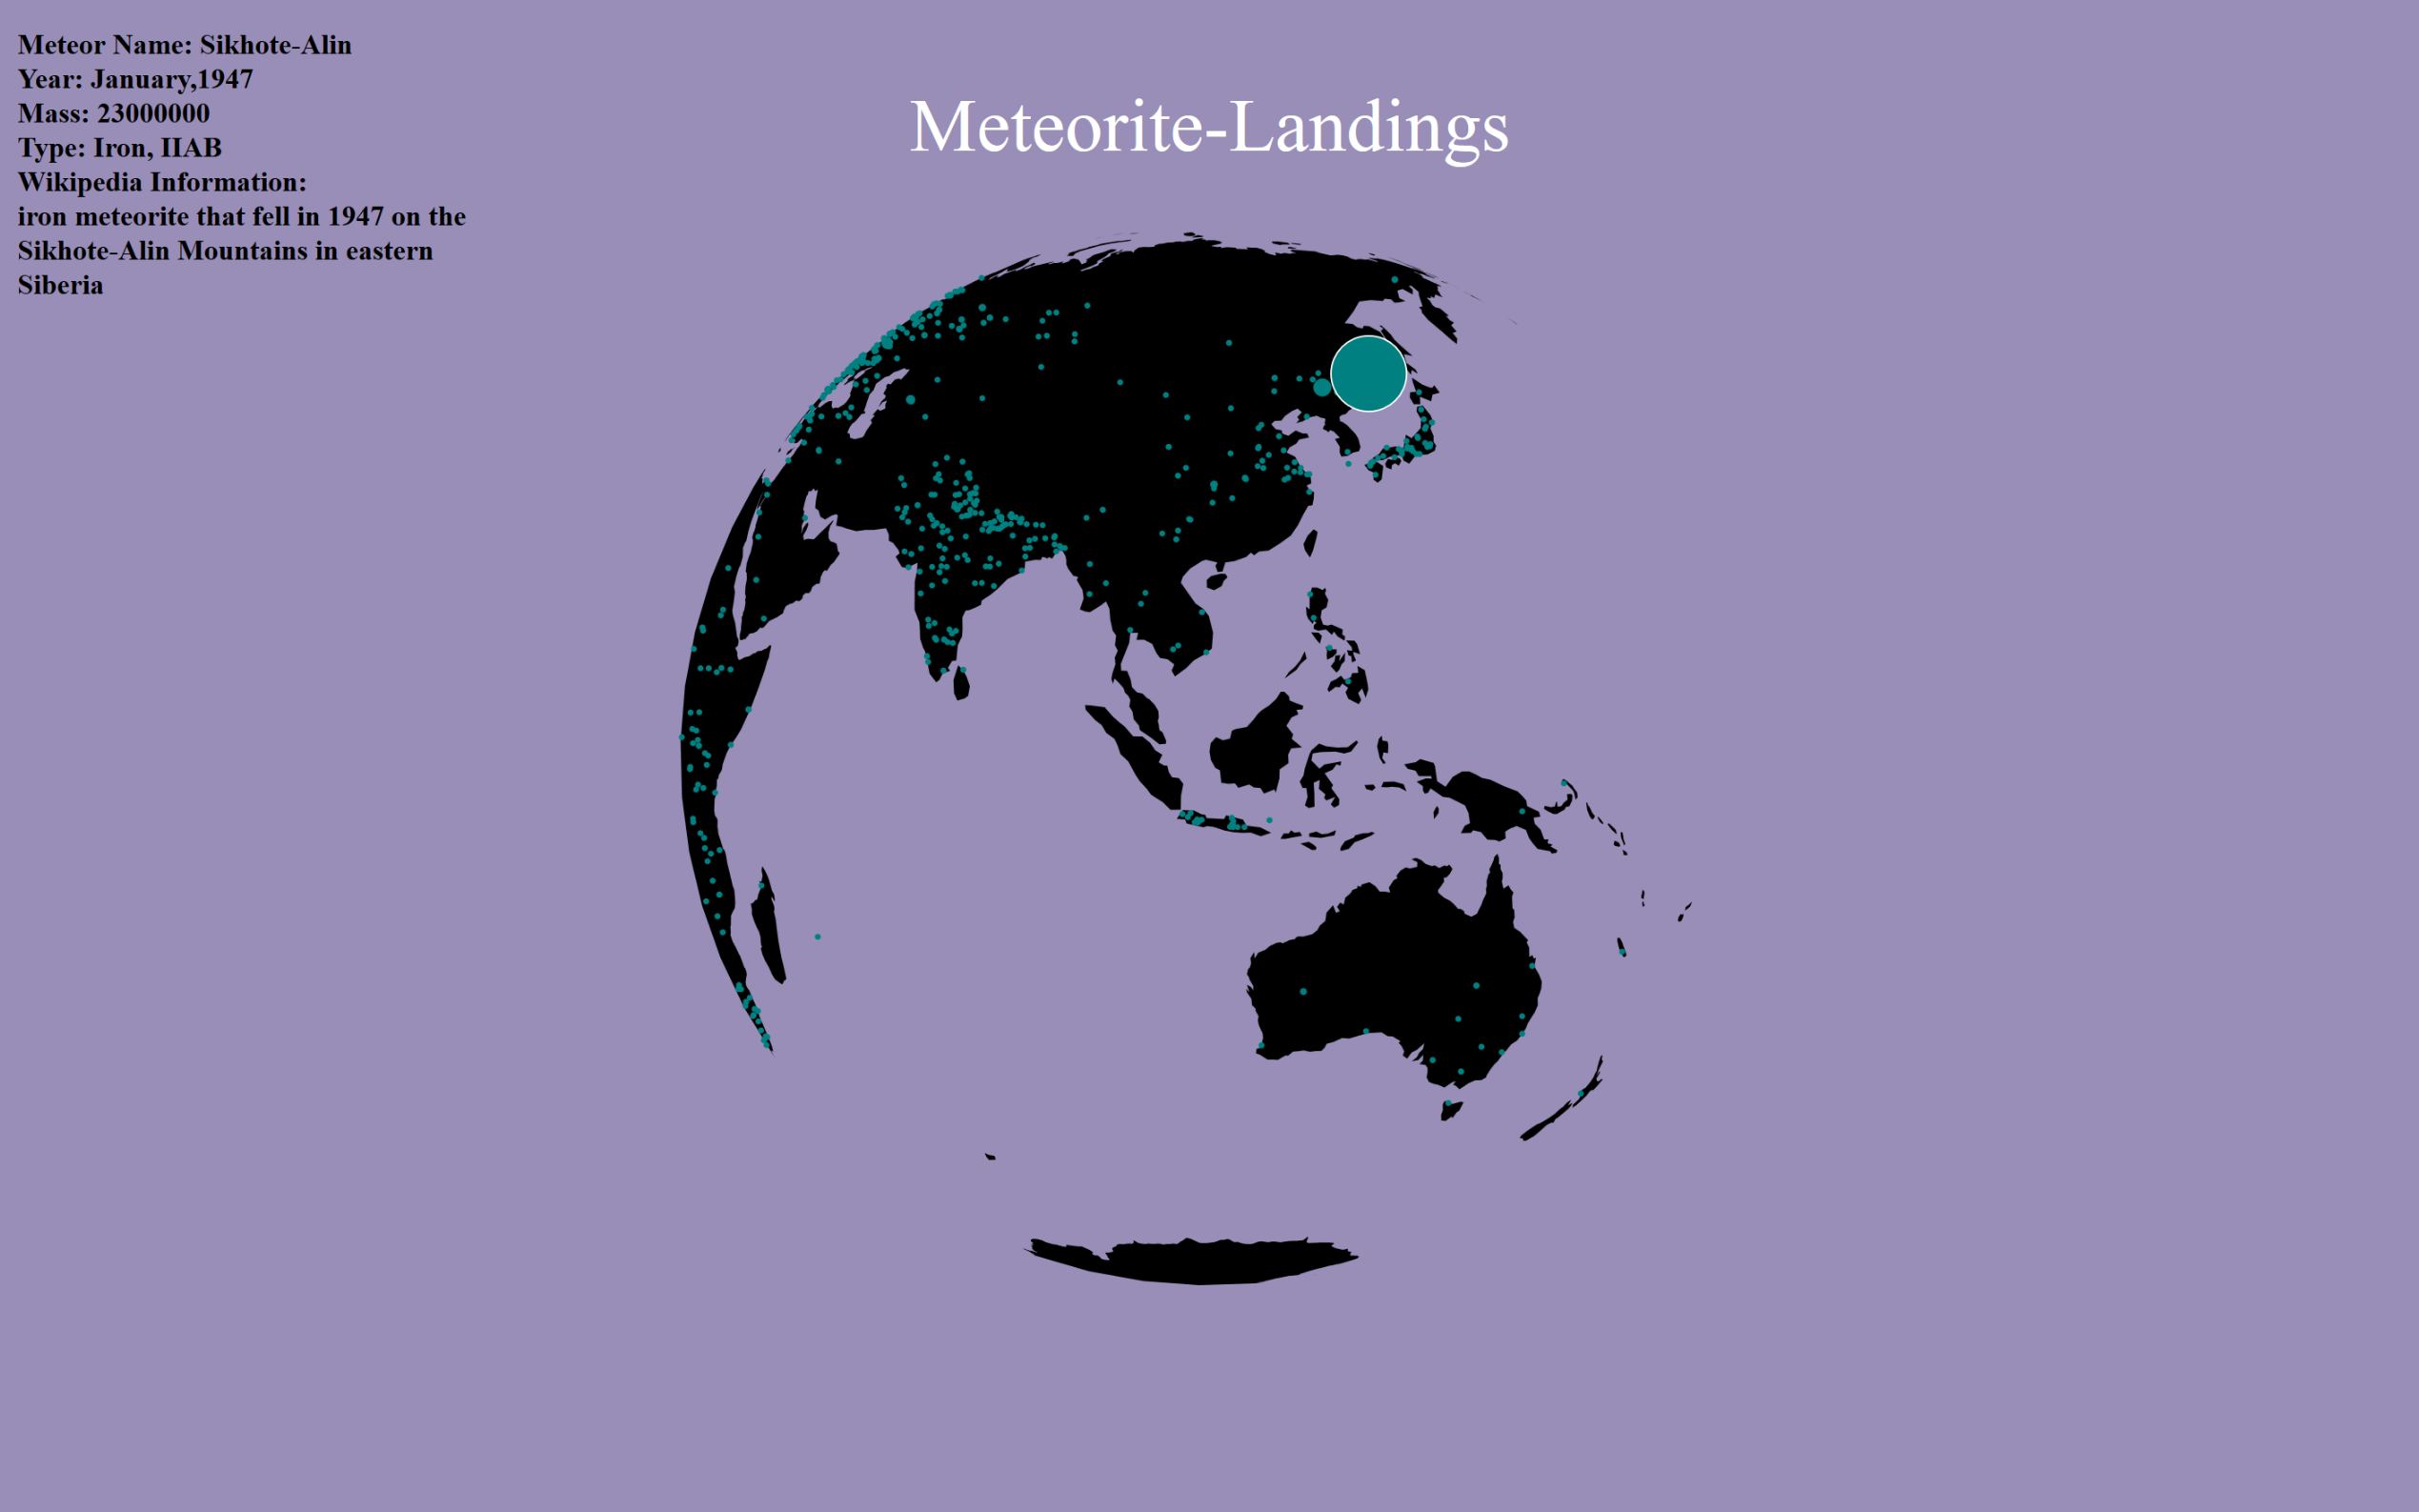 Meteor Name: Sikhote-Alin
Year: January,1947
Mass: 23000000
Type: Iron, IIAB
Wikipedia Information:
iron meteorite that fell in 1947 on the
Sikhote-Alin Mountains in eastern
Siberia
Meteorite-Landings